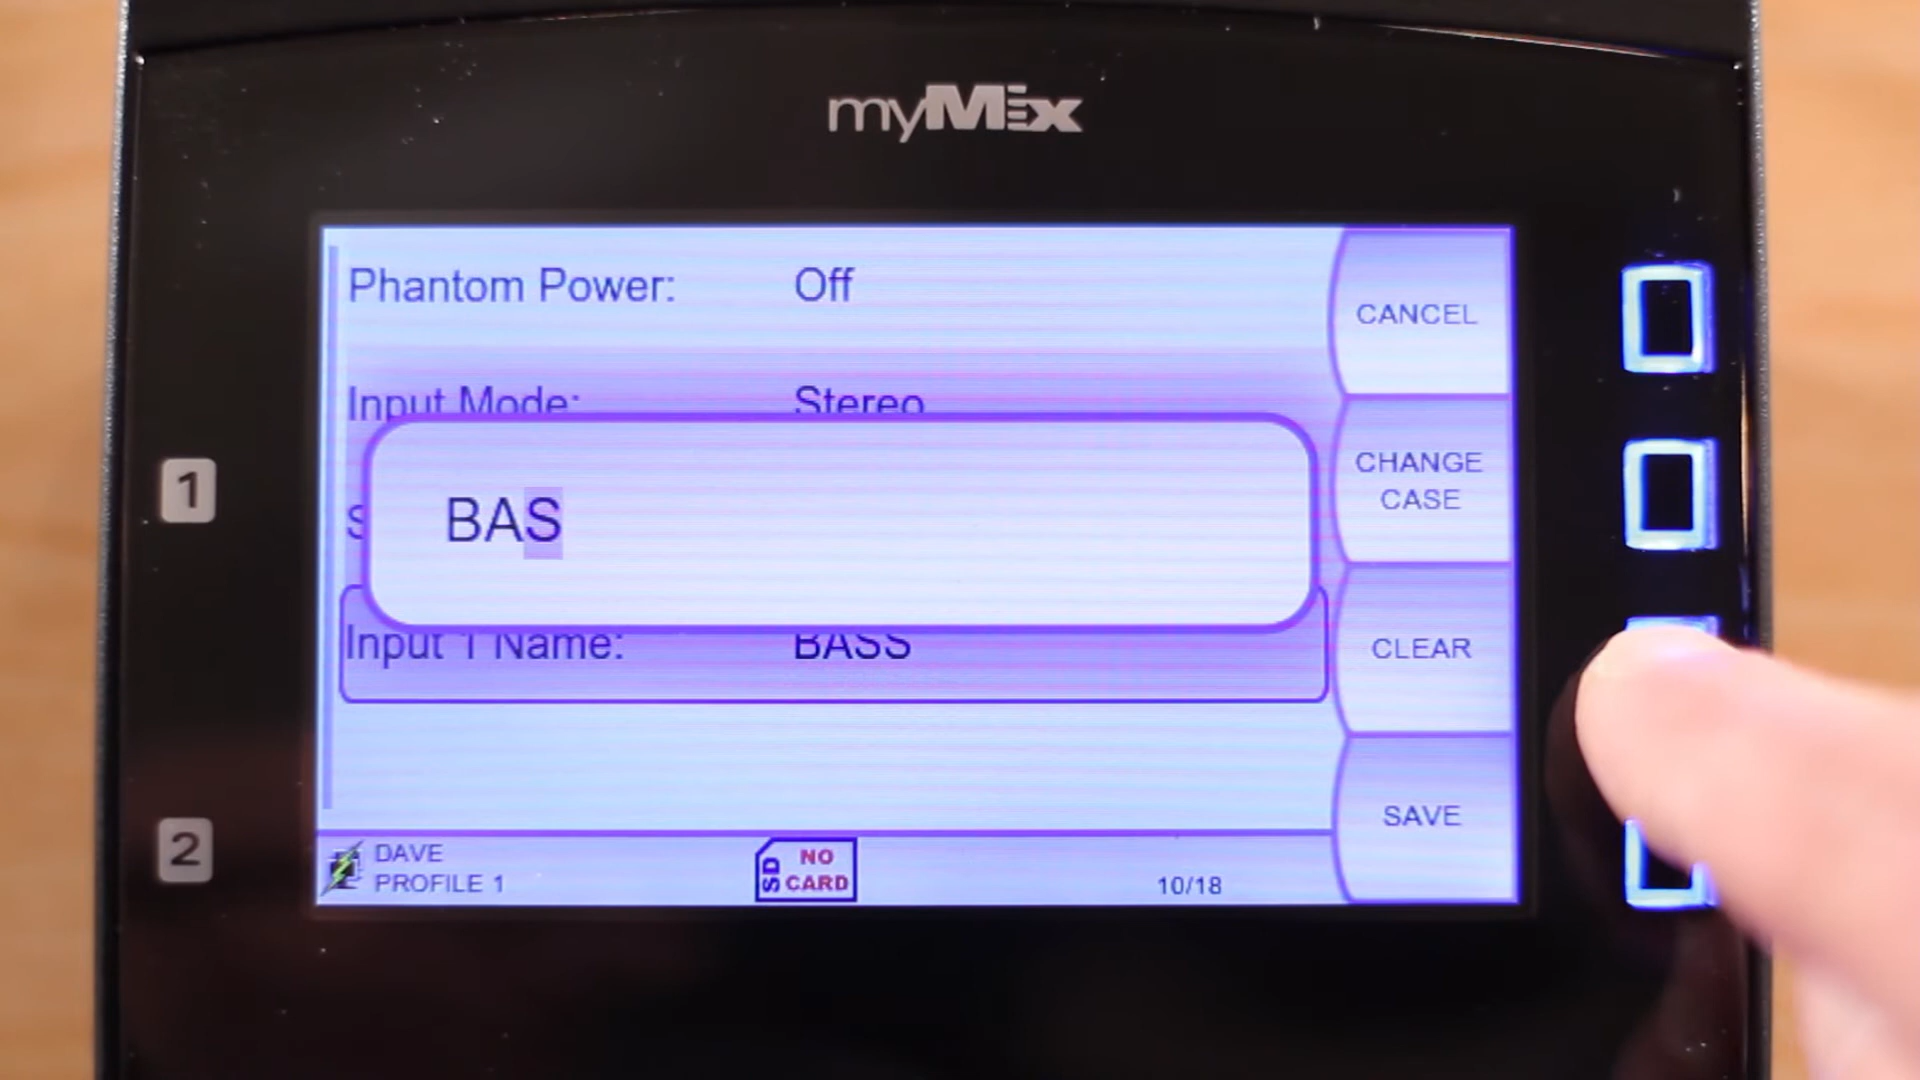 myMix
Phantom Power: Off
CANCEL
Input Mode: Stereo
CHANGE
CASE
1
BAS
S
Input 1 Name: BASS
CLEAR
SAVE
2
DAVE
PROFILE 1
SD
NO
CARD
10/18